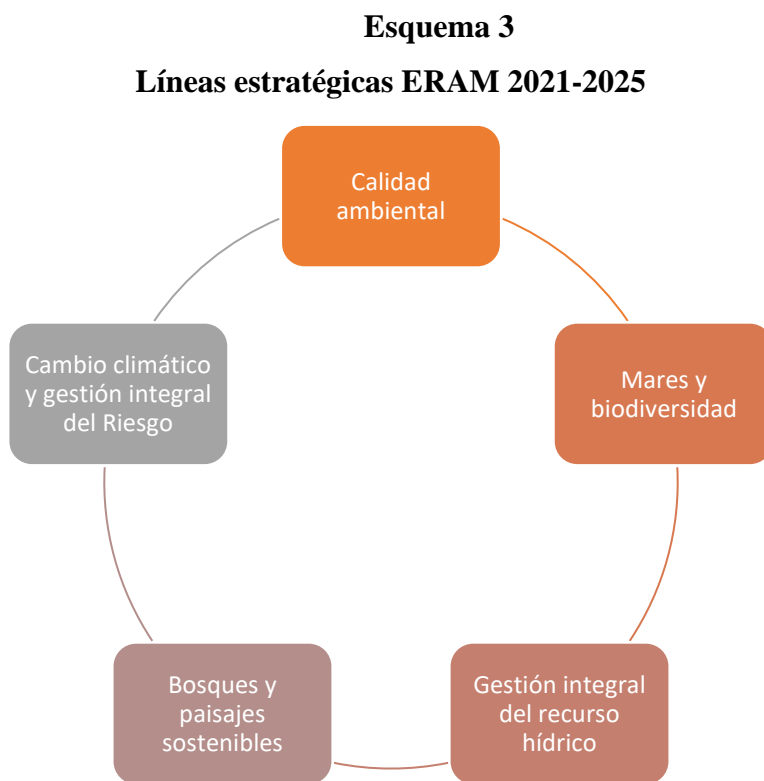 Esquema 3
Líneas estratégicas ERAM 2021-2025
Calidad
ambiental
Mares y
biodiversidad
Gestión integral
del recurso
hídrico
Bosques y
paisajes
sostenibles
Cambio climático
y gestión integral
del Riesgo